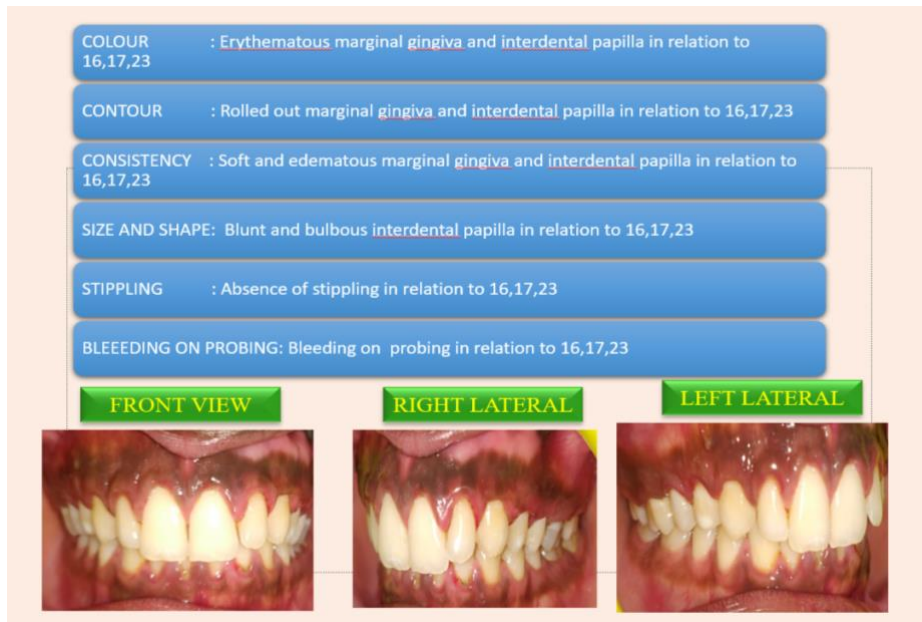 COLOUR : Erythematous marginal gingiva and interdental papilla in relation to
16,17,23
CONTOUR : Rolled out marginal gingiva and interdental papilla in relation to 16,17,23
CONSISTENCY : Soft and edematous marginal gingiva and interdental papilla in relation to
16,17,23
SIZE AND SHAPE: Blunt and bulbous interdental papilla in relation to 16,17,23
STIPPLING : Absence of stippling in relation to 16,17,23
BLEEEDING ON PROBING: Bleeding on probing in relation to 16,17,23
FRONT VIEW
RIGHT LATERAL
LEFT LATERAL